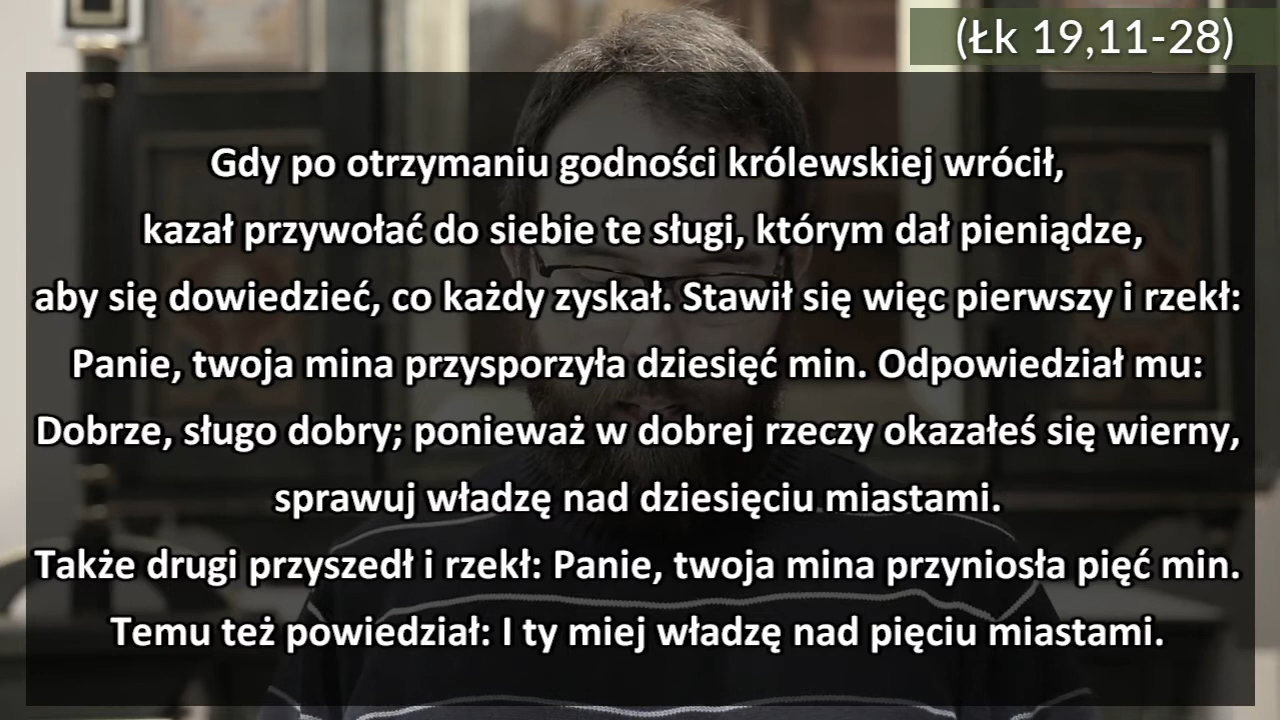 (Łk 19,11-28)
Gdy po otrzymaniu godności królewskiej wrócił,
kazał przywołać do siebie te sługi, którym dał pieniądze,
aby się dowiedzieć, co każdy zyskał. Stawił się więc pierwszy i rzekł:
Panie, twoja mina przysporzyła dziesięć min. Odpowiedział mu:
Dobrze, sługo dobry; ponieważ w dobrej rzeczy okazałeś się wierny,
sprawuj władzę nad dziesięciu miastami.
Także drugi przyszedł i rzekł: Panie, twoja mina przyniosła pięć min.
Temu też powiedział: I ty miej władzę nad pięciu miastami.